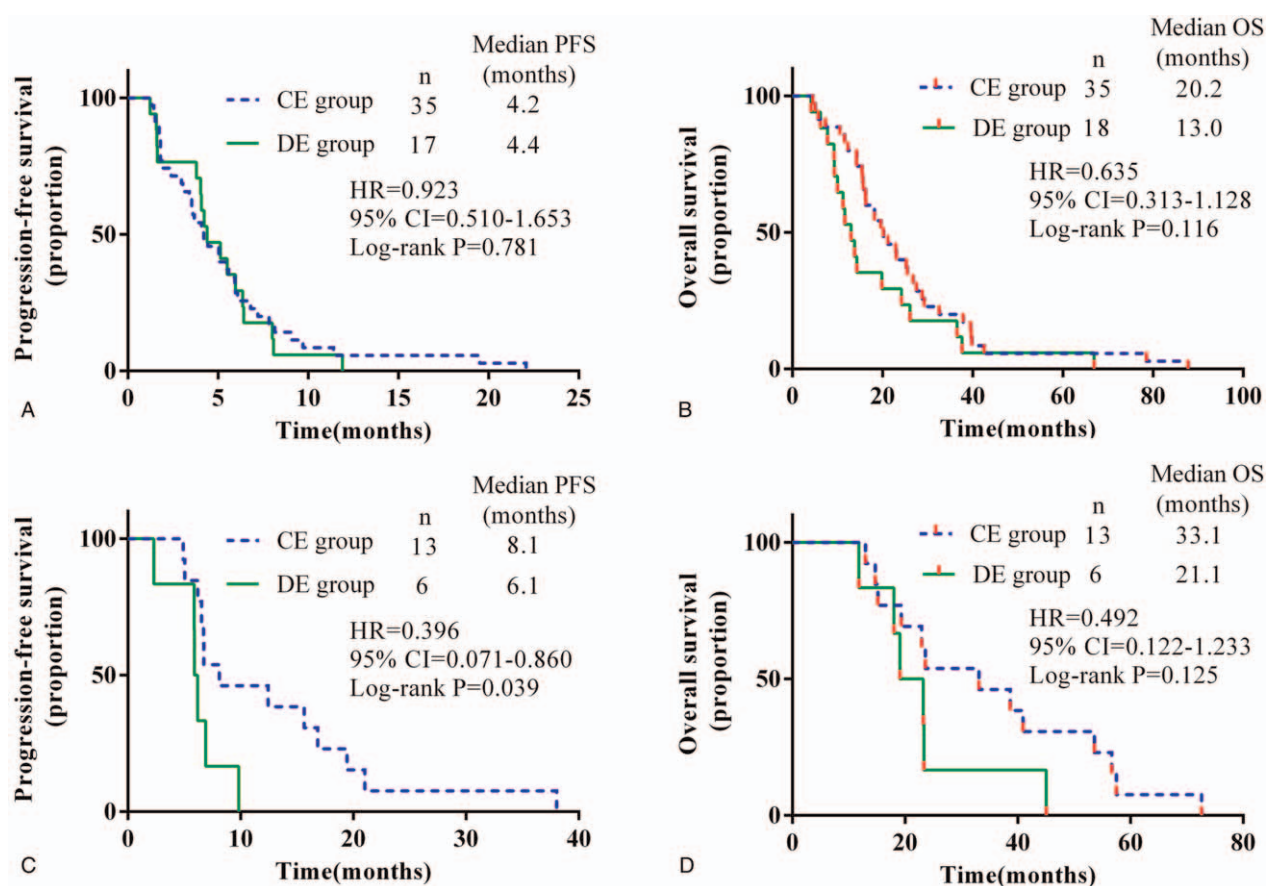 Median PFS
n (months)
CE group 35 4.2
DE group 17 4.4
HR=0.923
95% CI=0.510-1.653
Log-rank P=0.781
Progression-free survival
(proportion)
100
50
0
0 5 10 15 20 25
Time(months)
A
Median OS
n (months)
CE group 35 20.2
DE group 18 13.0
HR=0.635
95% CI=0.313-1.128
Log-rank P=0.116
Overall survival
(proportion)
100
50
0
0 20 40 60 80 100
Time(months)
B
Median PFS
n (months)
CE group 13 8.1
DE group 6 6.1
HR=0.396
95% CI=0.071-0.860
Log-rank P=0.039
Progression-free survival
(proportion)
100
50
0
0 10 20 30 40
Time(months)
C
Median OS
n (months)
CE group 13 33.1
DE group 6 21.1
HR=0.492
95% CI=0.122-1.233
Log-rank P=0.125
Overall survival
(proportion)
100
50
0
0 20 40 60 80
Time(months)
D